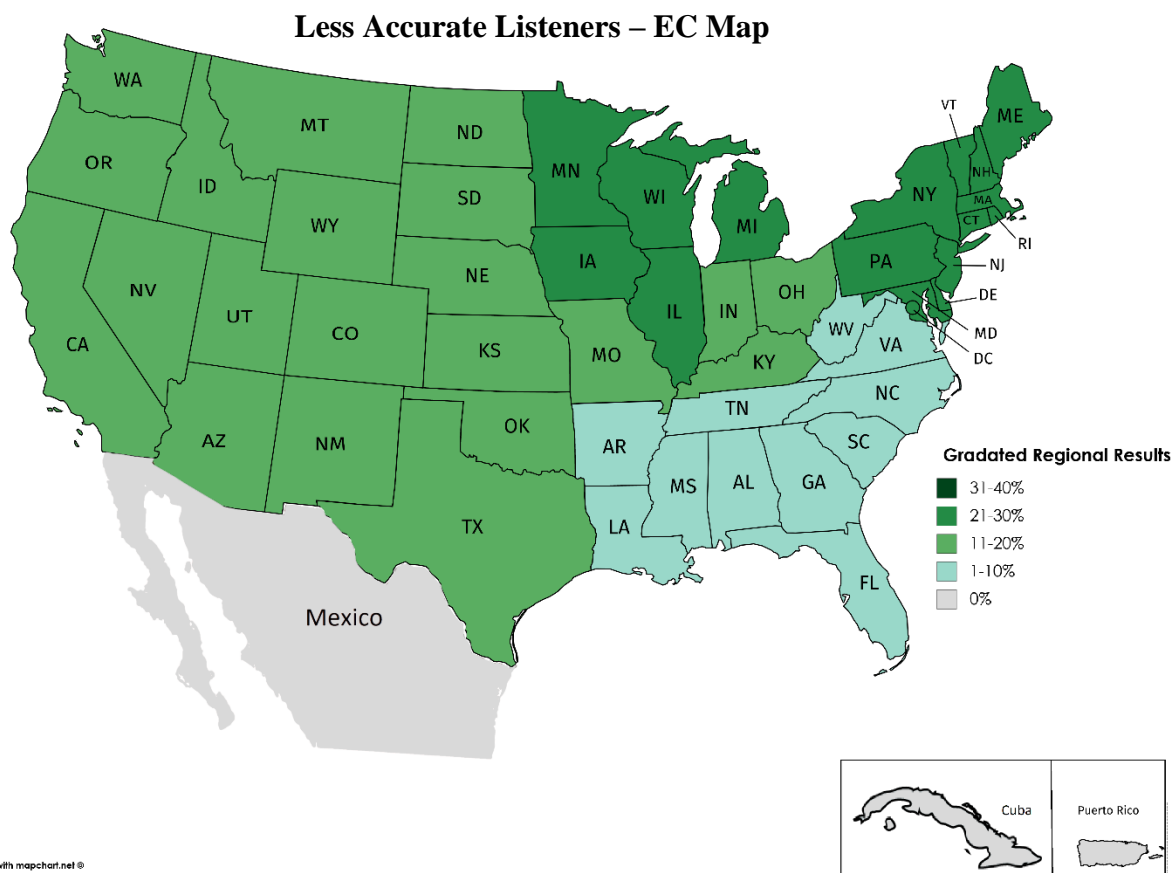 Less Accurate Listeners – EC Map
WA
MT
ND
MN
VT
ME
OR
ID
SD
WI
MI
NY
NH
MA
CT
RI
WY
NV
NE
IA
PA
NJ
UT
CO
CA
KS
MO
IL
IN
OH
WV
VA
DE
MD
DC
KY
AZ
NM
OK
AR
TN
NC
SC
MS
AL
GA
LA
TX
FL
Gradated Regional Results
31-40%
21-30%
11-20%
1-10%
0%
Mexico
Cuba
Puerto Rico
with mapchart.net ©